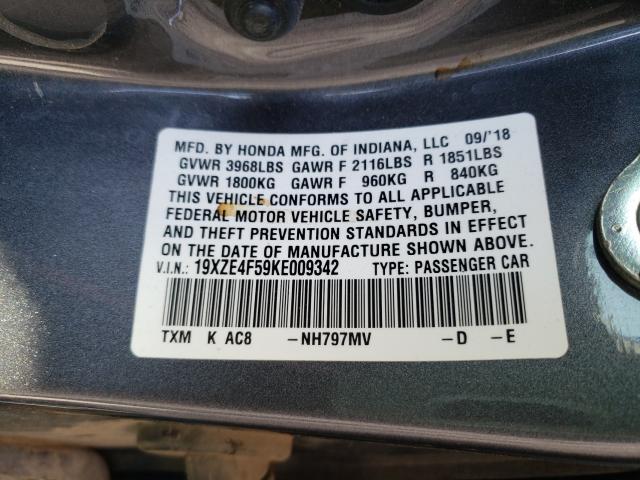 MFD. BY HONDA MFG. OF INDIANA, LLC 09/'18
GVWR 3968LBS GAWR F 2116LBS R 1851LBS
GVWR 1800KG GAWR F 960KG R 840KG
THIS VEHICLE CONFORMS TO ALL APPLICABLE
FEDERAL MOTOR VEHICLE SAFETY, BUMPER,
AND THEFT PREVENTION STANDARDS IN EFFECT
ON THE DATE OF MANUFACTURE SHOWN ABOVE.
V.I.N.: 19XZE4F59KE009342 TYPE: PASSENGER CAR
TXM K AC8 -NH797MV -D -E